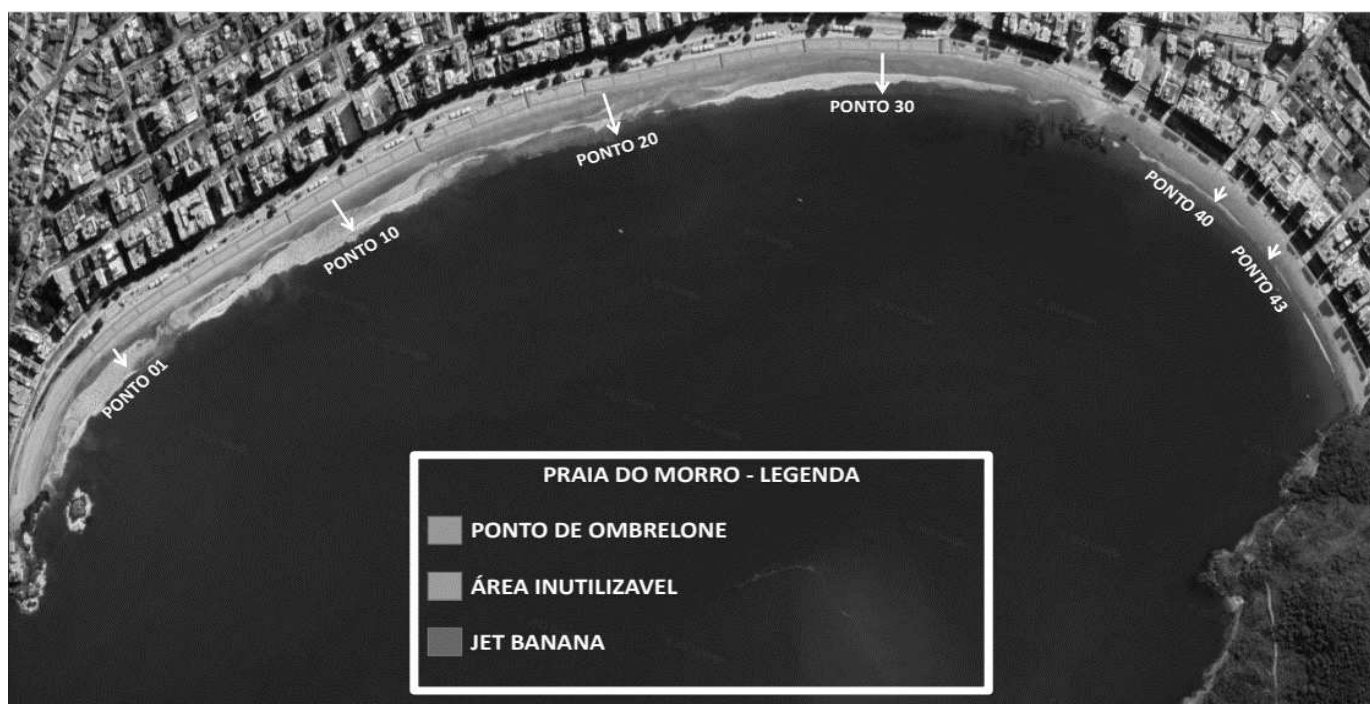 PONTO 30
PONTO 20
PONTO 40
PONTO 10
PONTO 43
PONTO 01
PRAIA DO MORRO - LEGENDA
PONTO DE OMBRELONE
ÁREA INUTILIZAVEL
JET BANANA